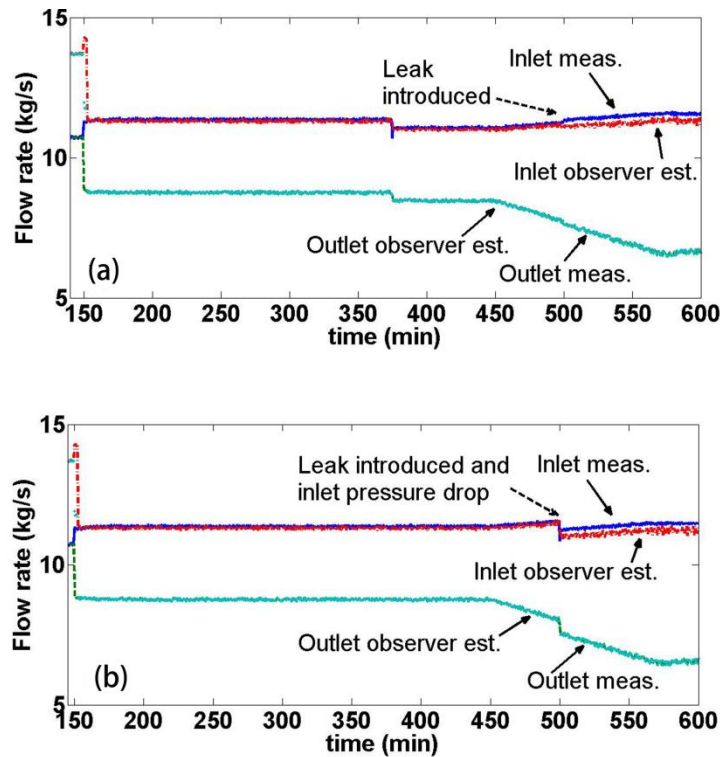 15
Flow rate (kg/s)
Leak
introduced
Inlet meas.
10
Inlet observer est.
Outlet observer est.
(a)
Outlet meas.
5
150 200 250 300 350 400 450 500 550 600
time (min)
15
Flow rate (kg/s)
Leak introduced and
inlet pressure drop
Inlet meas.
10
Inlet observer est.
Outlet observer est.
(b)
Outlet meas.
5
150 200 250 300 350 400 450 500 550 600
time (min)